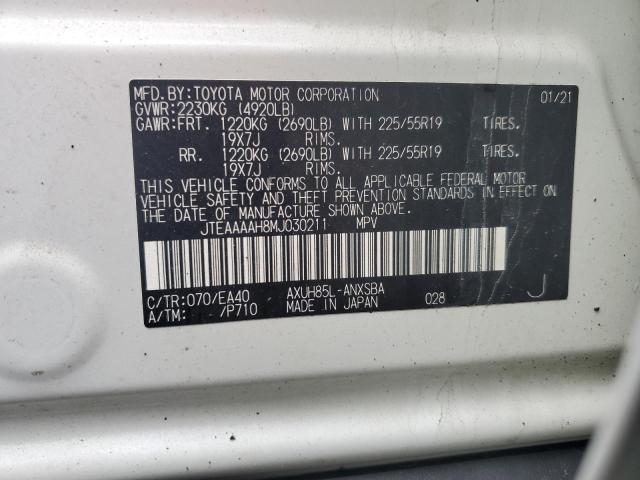 MFD.BY:TOYOTA MOTOR CORPORATION 01/21
GVWR:2230KG (4920LB)
GAWR:FRT. 1220KG (2690LB) WITH 225/55R19 TIRES.
19X7J RIMS.
RR. 1220KG (2690LB) WITH 225/55R19 TIRES.
19X7J RIMS.
THIS VEHICLE CONFORMS TO ALL APPLICABLE FEDERAL MOTOR
VEHICLE SAFETY AND THEFT PREVENTION STANDARDS IN EFFECT ON
THE DATE OF MANUFACTURE SHOWN ABOVE.
JTEAAAAH8MJ030211 MPV
C/TR:070/EA40 AXUH85L-ANXSBA
A/TM: /P710 MADE IN JAPAN 028 J